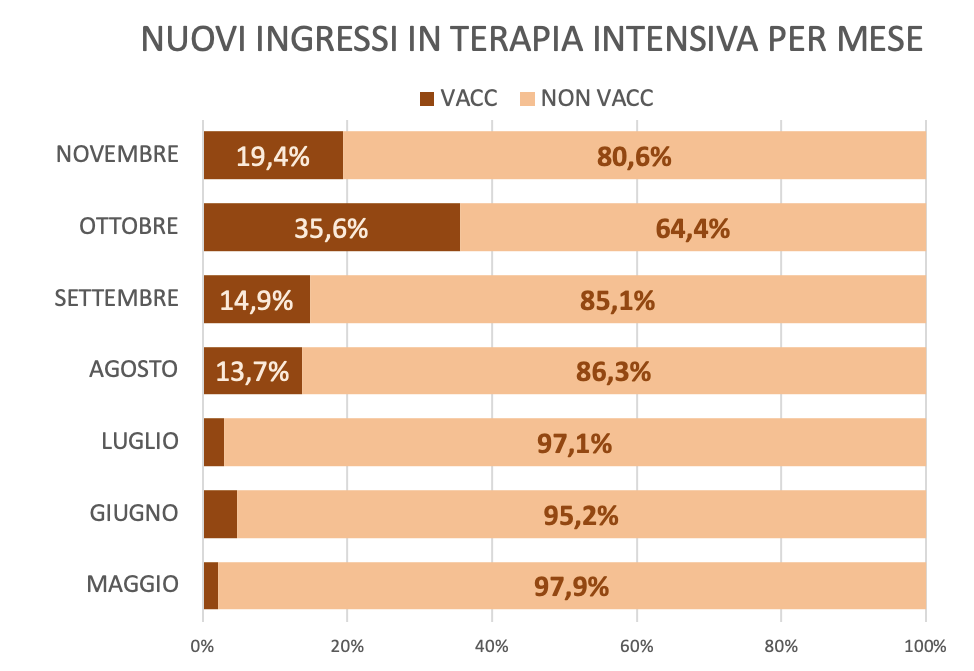 NUOVI INGRESSI IN TERAPIA INTENSIVA PER MESE
VACC NON VACC
NOVEMBRE 19,4% 80,6%
OTTOBRE 35,6% 64,4%
SETTEMBRE 14,9% 85,1%
AGOSTO 13,7% 86,3%
LUGLIO 97,1%
GIUGNO 95,2%
MAGGIO 97,9%
0% 20% 40% 60% 80% 100%